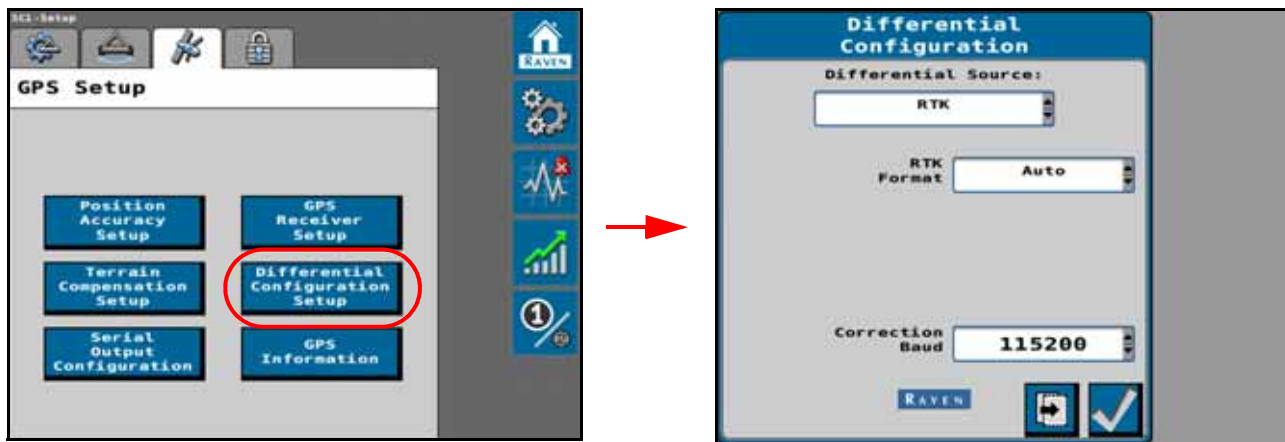 SC1-Setup
RAVEN
GPS Setup
Position
Accuracy
Setup
GPS
Receiver
Setup
Terrain
Compensation
Setup
Differential
Configuration
Setup
Serial
Output
Configuration
GPS
Information
1
Differential
Configuration
Differential Source:
RTK
RTK
Format
Auto
Correction
Baud
115200
RAVEN